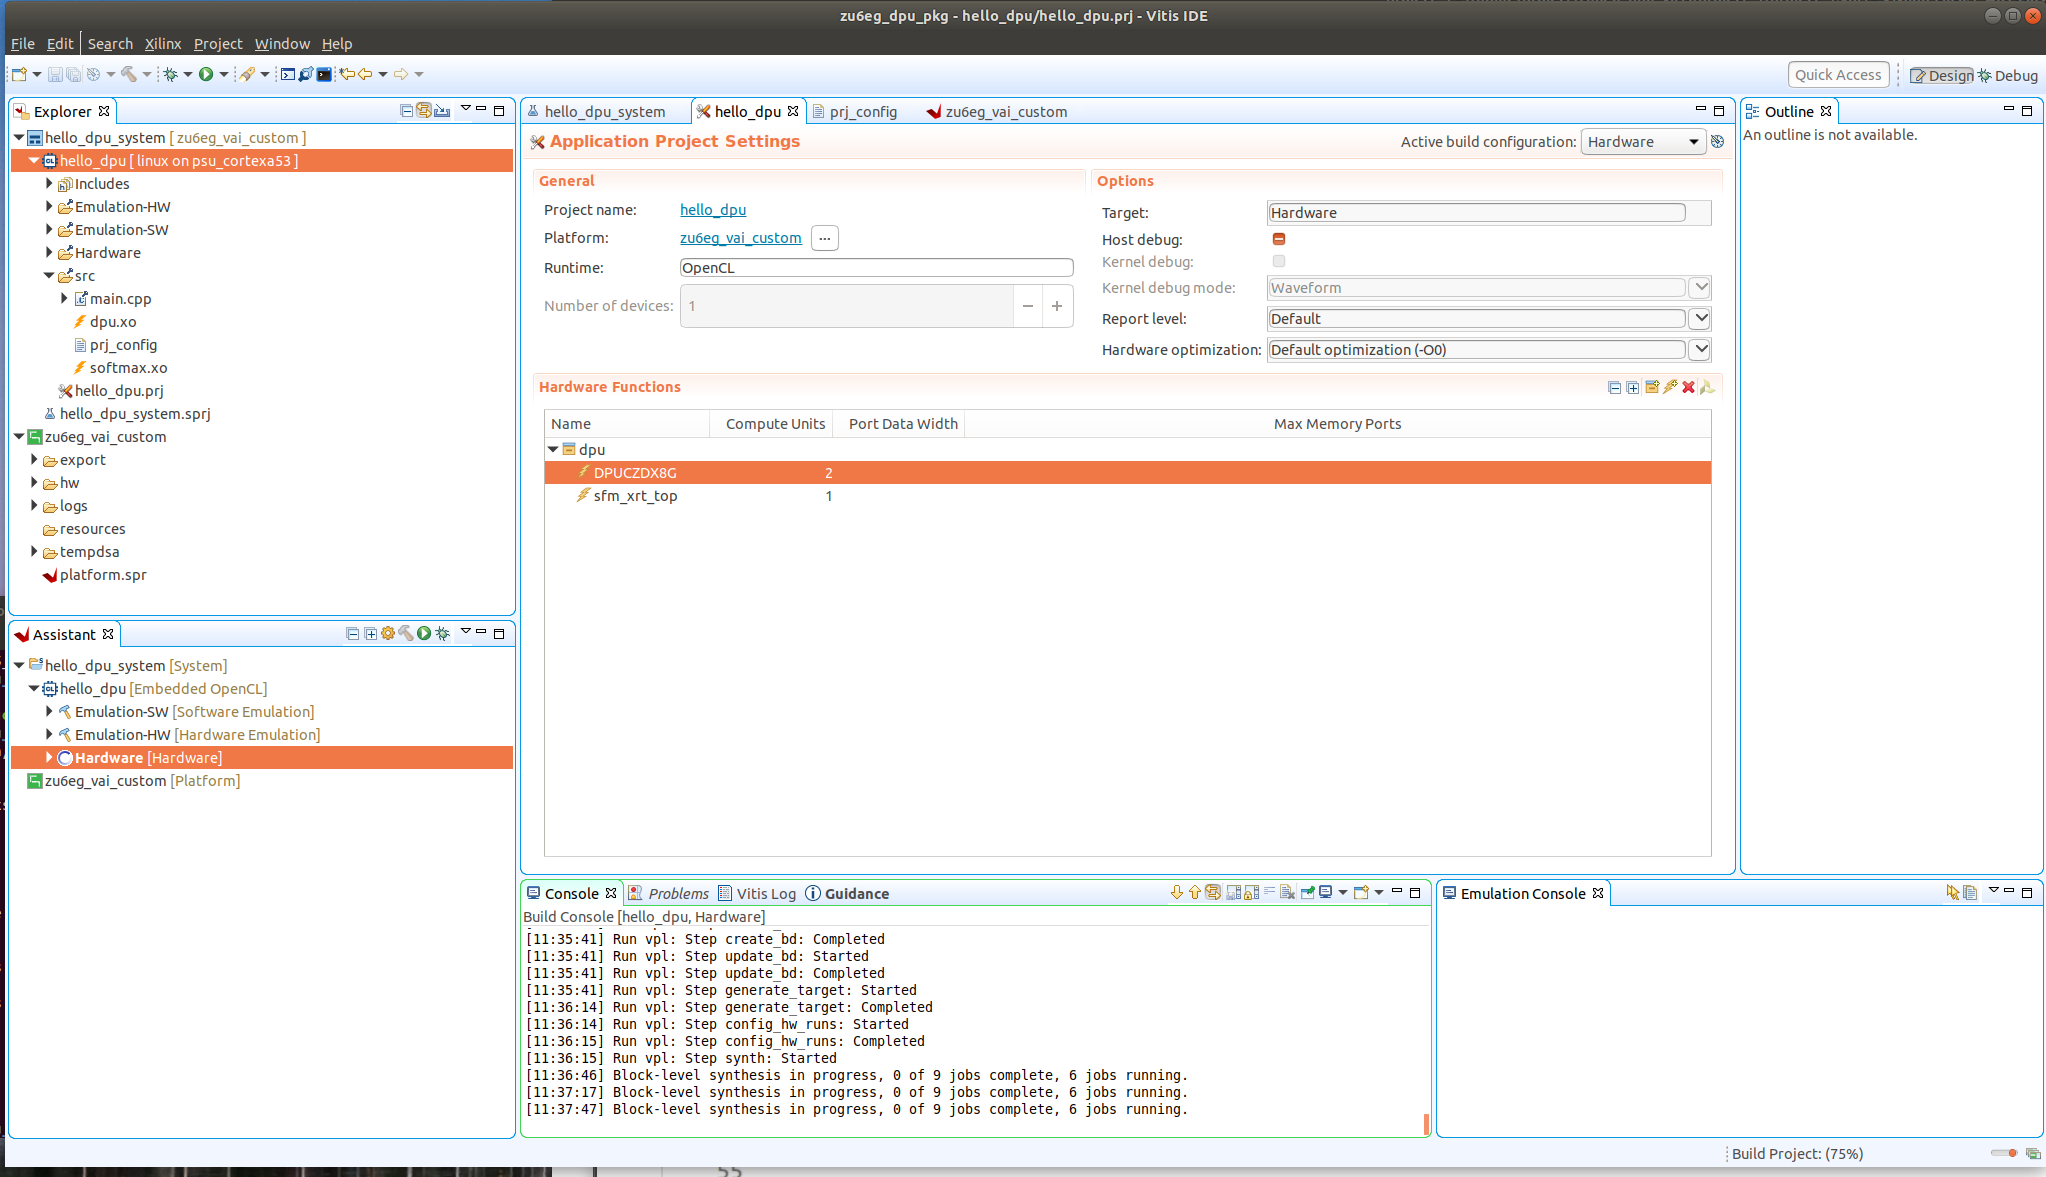 zu6eg_dpu_pkg - hello_dpu/hello_dpu.prj - Vitis IDE
File Edit Search Xilinx Project Window Help
Quick Access Design Debug
Explorer
hello_dpu_system [ zu6eg_vai_custom ]
hello_dpu [ linux on psu_cortexa53 ]
Includes
Emulation-HW
Emulation-SW
Hardware
src
main.cpp
dpu.xo
prj_config
softmax.xo
hello_dpu.prj
hello_dpu_system.sprj
zu6eg_vai_custom
export
hw
logs
resources
tempdsa
platform.spr
Assistant
hello_dpu_system [System]
hello_dpu [Embedded OpenCL]
Emulation-SW [Software Emulation]
Emulation-HW [Hardware Emulation]
Hardware [Hardware]
zu6eg_vai_custom [Platform]
hello_dpu_system hello_dpu prj_config zu6eg_vai_custom
Application Project Settings
Active build configuration: Hardware
General
Project name: hello_dpu
Platform: zu6eg_vai_custom ...
Runtime: OpenCL
Number of devices: 1 − +
Options
Target: Hardware
Host debug:
Kernel debug:
Kernel debug mode: Waveform
Report level: Default
Hardware optimization: Default optimization (-O0)
Hardware Functions
Name Compute Units Port Data Width Max Memory Ports
dpu
DPUCZDX8G 2
sfm_xrt_top 1
Outline
An outline is not available.
Console Problems Vitis Log Guidance
Build Console [hello_dpu, Hardware]
[11:35:41] Run vpl: Step create_bd: Completed
[11:35:41] Run vpl: Step update_bd: Started
[11:35:41] Run vpl: Step update_bd: Completed
[11:35:41] Run vpl: Step generate_target: Started
[11:36:14] Run vpl: Step generate_target: Completed
[11:36:14] Run vpl: Step config_hw_runs: Started
[11:36:15] Run vpl: Step config_hw_runs: Completed
[11:36:15] Run vpl: Step synth: Started
[11:36:46] Block-level synthesis in progress, 0 of 9 jobs complete, 6 jobs running.
[11:37:17] Block-level synthesis in progress, 0 of 9 jobs complete, 6 jobs running.
[11:37:47] Block-level synthesis in progress, 0 of 9 jobs complete, 6 jobs running.
Emulation Console
Build Project: (75%)